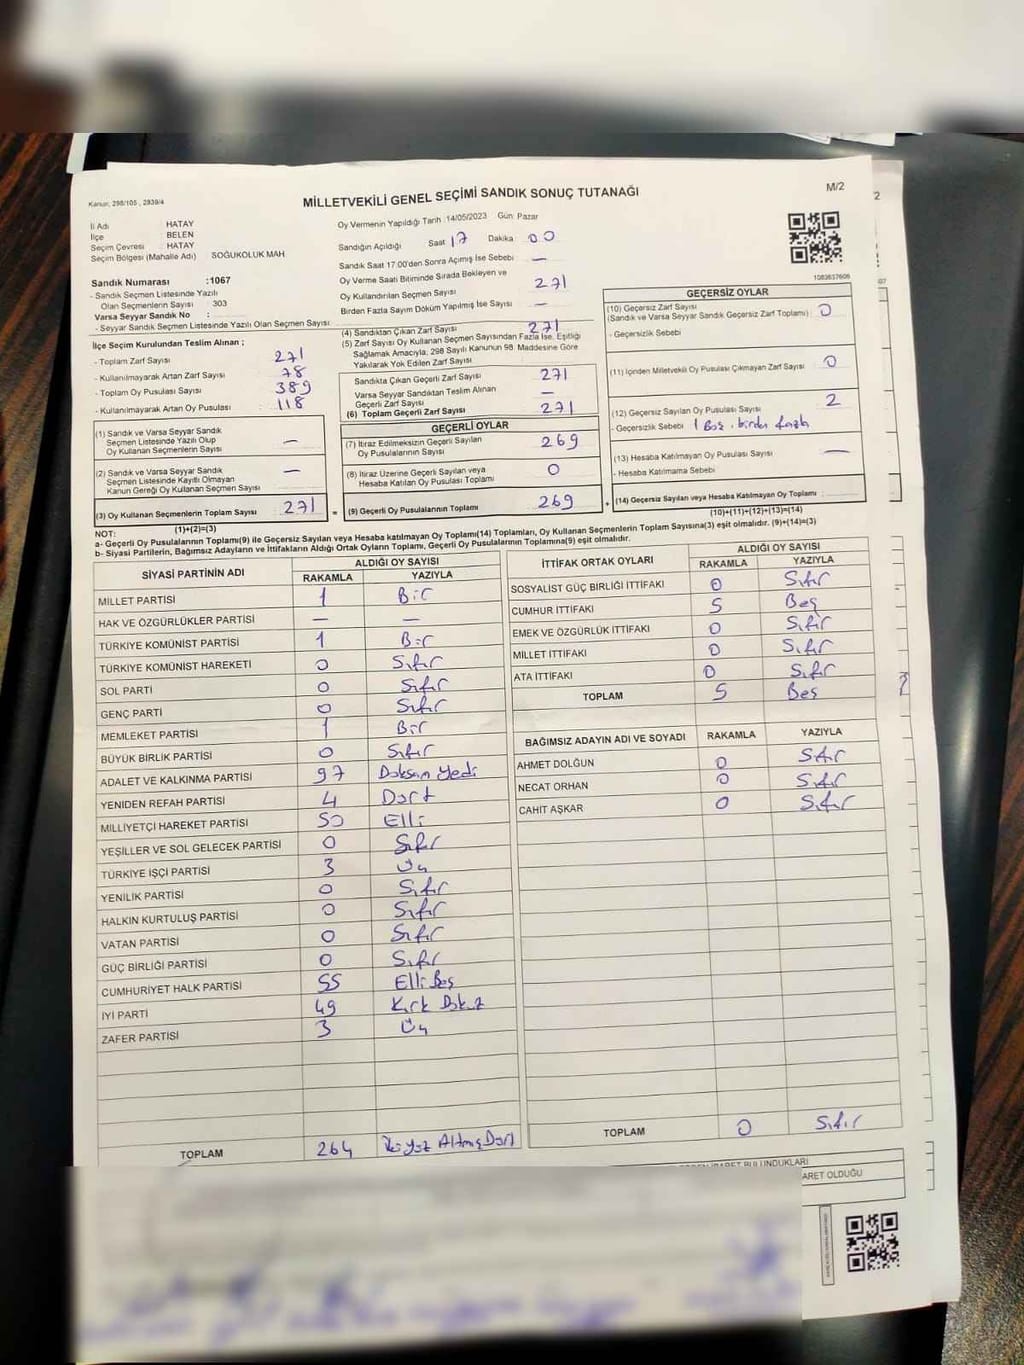 Kanun, 298/105 , 2839/4
MİLLETVEKİLİ GENEL SEÇİMİ SANDIK SONUÇ TUTANAĞI
M/2
İl Adı : HATAY
İlçe : BELEN
Seçim Çevresi : HATAY
Seçim Bölgesi (Mahalle Adı) SOĞUKOLUK MAH
Sandık Numarası :1067
- Sandık Seçmen Listesinde Yazılı
Olan Seçmenlerin Sayısı : 303
Varsa Seyyar Sandık No :
- Seyyar Sandık Seçmen Listesinde Yazılı Olan Seçmen Sayısı:
İlçe Seçim Kurulundan Teslim Alınan ;
- Toplam Zarf Sayısı 271
- Kullanılmayarak Artan Zarf Sayısı : 78
- Toplam Oy Pusulası Sayısı : 389
- Kullanılmayarak Artan Oy Pusulası : 118
(1) Sandık ve Varsa Seyyar Sandık
Seçmen Listesinde Yazılı Olup
Oy Kullanan Seçmenlerin Sayısı —
(2) Sandık ve Varsa Seyyar Sandık
Seçmen Listesinde Kayıtlı Olmayan
Kanun Gereği Oy Kullanan Seçmen Sayısı —
(3) Oy Kullanan Seçmenlerin Toplam Sayısı : 271
(1)+(2)=(3)
Oy Vermenin Yapıldığı Tarih :14/05/2023 Gün: Pazar
Sandığın Açıldığı Saat 17 Dakika 00
Sandık Saat 17.00'den Sonra Açımış İse Sebebi —
Oy Verme Saati Bitiminde Sırada Bekleyen ve
Oy Kullandırılan Seçmen Sayısı 271
Birden Fazla Sayım Döküm Yapılmış İse Sayısı —
(4) Sandıktan Çıkan Zarf Sayısı 271
(5) Zarf Sayısı Oy Kullanan Seçmen Sayısından Fazla İse, Eşitliği
Sağlamak Amacıyla; 298 Sayılı Kanunun 98. Maddesine Göre
Yakılarak Yok Edilen Zarf Sayısı
Sandıkta Çıkan Geçerli Zarf Sayısı 271
Varsa Seyyar Sandıktan Teslim Alınan
Geçerli Zarf Sayısı —
(6) Toplam Geçerli Zarf Sayısı 271
GEÇERLİ OYLAR
(7) İtiraz Edilmeksizin Geçerli Sayılan
Oy Pusulalarının Sayısı 269
(8) İtiraz Üzerine Geçerli Sayılan veya
Hesaba Katılan Oy Pusulası Toplamı 0
= (9) Geçerli Oy Pusulalarının Toplamı 269
1083637606
GEÇERSİZ OYLAR
(10) Geçersiz Zarf Sayısı
(Sandık ve Varsa Seyyar Sandık Geçersiz Zarf Toplamı) : 0
- Geçersizlik Sebebi
(11) İçinden Milletvekili Oy Pusulası Çıkmayan Zarf Sayısı : 0
(12) Geçersiz Sayılan Oy Pusulası Sayısı : 2
- Geçersizlik Sebebi 1 Boş , birden fazla
(13) Hesaba Katılmayan Oy Pusulası Sayısı : —
- Hesaba Katılmama Sebebi
+ (14) Geçersiz Sayılan veya Hesaba Katılmayan Oy Toplamı :
(10)+(11)+(12)+(13)=(14)
NOT:
a- Geçerli Oy Pusulalarının Toplamı(9) ile Geçersiz Sayılan veya Hesaba katılmayan Oy Toplamı(14) Toplamları, Oy Kullanan Seçmenlerin Toplam Sayısına(3) eşit olmalıdır. (9)+(14)=(3)
b- Siyasi Partilerin, Bağımsız Adayların ve İttifakların Aldığı Ortak Oyların Toplamı, Geçerli Oy Pusulalarının Toplamına(9) eşit olmalıdır.
SİYASİ PARTİNİN ADI ALDIĞI OY SAYISI
RAKAMLA YAZIYLA
MİLLET PARTİSİ 1 Bir
HAK VE ÖZGÜRLÜKLER PARTİSİ — —
TÜRKİYE KOMÜNİST PARTİSİ 1 Bir
TÜRKİYE KOMÜNİST HAREKETİ 0 Sıfır
SOL PARTİ 0 Sıfır
GENÇ PARTİ 0 Sıfır
MEMLEKET PARTİSİ 1 Bir
BÜYÜK BİRLİK PARTİSİ 0 Sıfır
ADALET VE KALKINMA PARTİSİ 97 Doksan Yedi
YENİDEN REFAH PARTİSİ 4 Dört
MİLLİYETÇİ HAREKET PARTİSİ 50 Elli
YEŞİLLER VE SOL GELECEK PARTİSİ 0 Sıfır
TÜRKİYE İŞÇİ PARTİSİ 3 Üç
YENİLİK PARTİSİ 0 Sıfır
HALKIN KURTULUŞ PARTİSİ 0 Sıfır
VATAN PARTİSİ 0 Sıfır
GÜÇ BİRLİĞİ PARTİSİ 0 Sıfır
CUMHURİYET HALK PARTİSİ 55 Elli Beş
İYİ PARTİ 49 Kırk Dokuz
ZAFER PARTİSİ 3 Üç
TOPLAM 264 İki yüz Altmış Dört
İTTİFAK ORTAK OYLARI ALDIĞI OY SAYISI
RAKAMLA YAZIYLA
SOSYALİST GÜÇ BİRLİĞİ İTTİFAKI 0 Sıfır
CUMHUR İTTİFAKI 5 Beş
EMEK VE ÖZGÜRLÜK İTTİFAKI 0 Sıfır
MİLLET İTTİFAKI 0 Sıfır
ATA İTTİFAKI 0 Sıfır
TOPLAM 5 Beş
BAĞIMSIZ ADAYIN ADI VE SOYADI RAKAMLA YAZIYLA
AHMET DOLĞUN 0 Sıfır
NECAT ORHAN 0 Sıfır
CAHİT AŞKAR 0 Sıfır
TOPLAM 0 Sıfır
BULUNDUKLARI
OLDUĞU